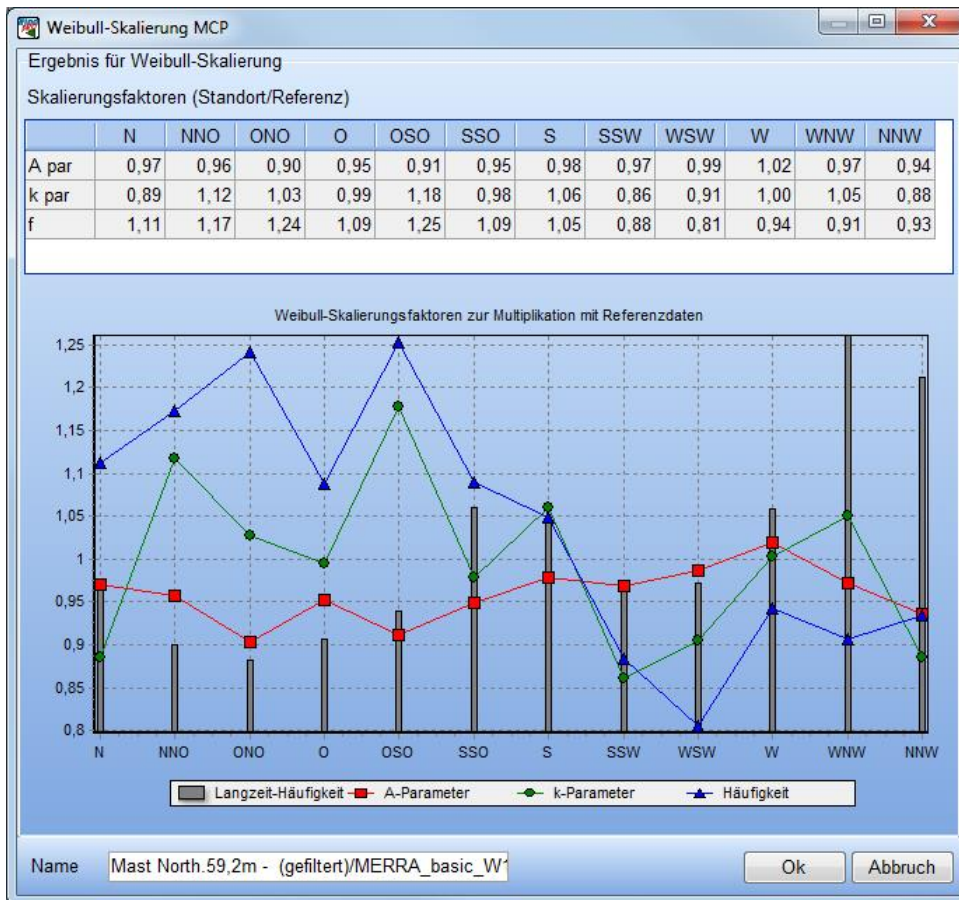 Weibull-Skalierung MCP
Ergebnis für Weibull-Skalierung
Skalierungsfaktoren (Standort/Referenz)
N NNO ONO O OSO SSO S SSW WSW W WNW NNW
A par 0,97 0,96 0,90 0,95 0,91 0,95 0,98 0,97 0,99 1,02 0,97 0,94
k par 0,89 1,12 1,03 0,99 1,18 0,98 1,06 0,86 0,91 1,00 1,05 0,88
f 1,11 1,17 1,24 1,09 1,25 1,09 1,05 0,88 0,81 0,94 0,91 0,93
Weibull-Skalierungsfaktoren zur Multiplikation mit Referenzdaten
1,25
1,2
1,15
1,1
1,05
1
0,95
0,9
0,85
0,8
N NNO ONO O OSO SSO S SSW WSW W WNW NNW
Langzeit-Häufigkeit A-Parameter k-Parameter Häufigkeit
Name Mast North.59,2m - (gefiltert)/MERRA_basic_W Ok Abbruch